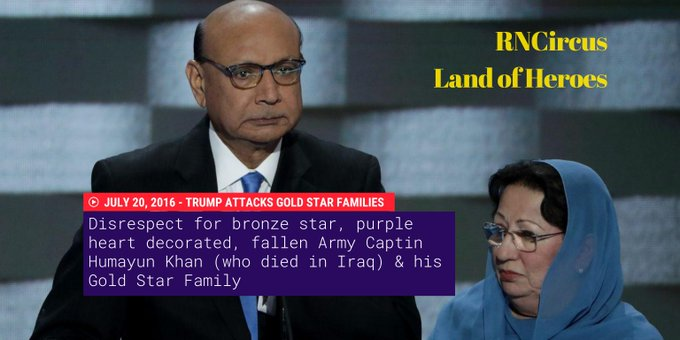 RNCircus
Land of Heroes
JULY 20, 2016 - TRUMP ATTACKS GOLD STAR FAMILIES
Disrespect for bronze star, purple
heart decorated, fallen Army Captin
Humayun Khan (who died in Iraq) & his
Gold Star Family